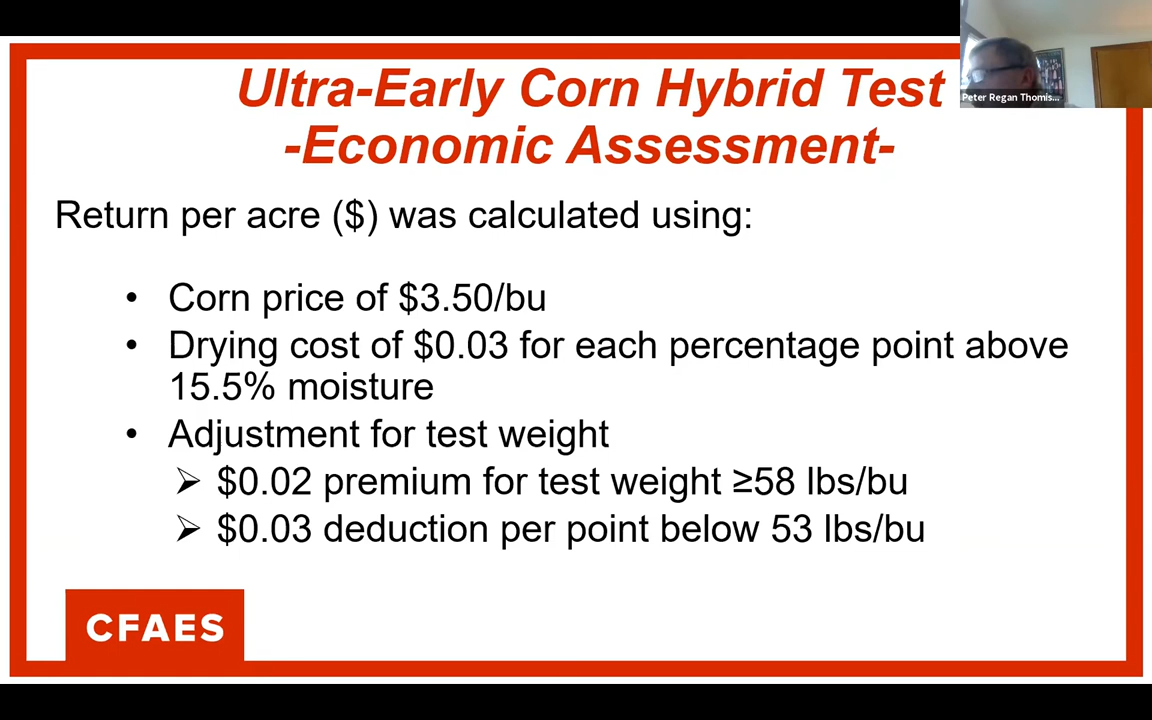 Ultra-Early Corn Hybrid Test
-Economic Assessment-
Peter Regan Thomis...
Return per acre ($) was calculated using:
• Corn price of $3.50/bu
• Drying cost of $0.03 for each percentage point above
15.5% moisture
• Adjustment for test weight
➢ $0.02 premium for test weight ≥58 lbs/bu
➢ $0.03 deduction per point below 53 lbs/bu
CFAES